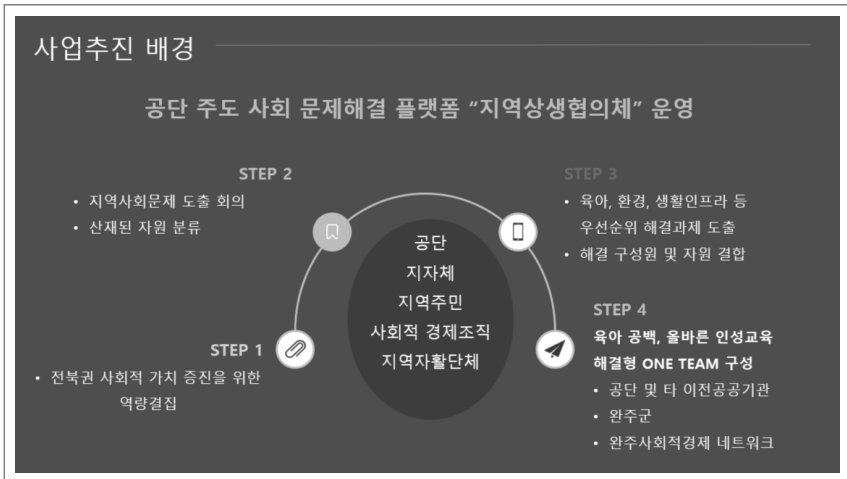 사업추진 배경
공단 주도 사회 문제해결 플랫폼 “지역상생협의체” 운영
STEP 1
• 전북권 사회적 가치 증진을 위한
역량결집
STEP 2
• 지역사회문제 도출 회의
• 산재된 자원 분류
공단
지자체
지역주민
사회적 경제조직
지역자활단체
STEP 3
• 육아, 환경, 생활인프라 등
우선순위 해결과제 도출
• 해결 구성원 및 자원 결합
STEP 4
육아 공백, 올바른 인성교육
해결형 ONE TEAM 구성
• 공단 및 타 이전공공기관
• 완주군
• 완주사회적경제 네트워크